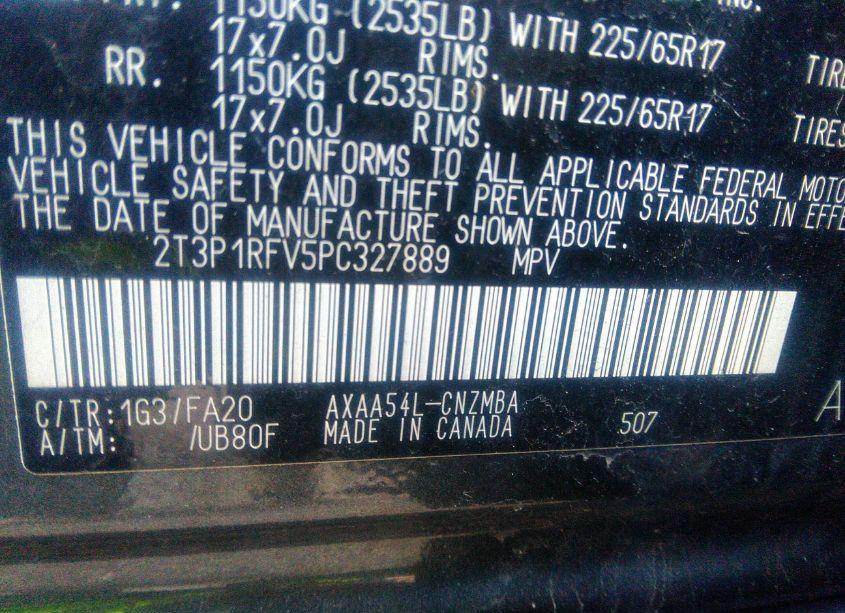 1150KG (2535LB) WITH 225/65R17
17x7.0J RIMS. TIRE
RR. 1150KG (2535LB) WITH 225/65R17
17x7.0J RIMS. TIRES
THIS VEHICLE CONFORMS TO ALL APPLICABLE FEDERAL MOTO
VEHICLE SAFETY AND THEFT PREVENTION STANDARDS IN EFFE
THE DATE OF MANUFACTURE SHOWN ABOVE.
2T3P1RFV5PC327889 MPV
C/TR:1G3/FA20 AXAA54L-CNZMBA A
A/TM: /UB80F MADE IN CANADA 507